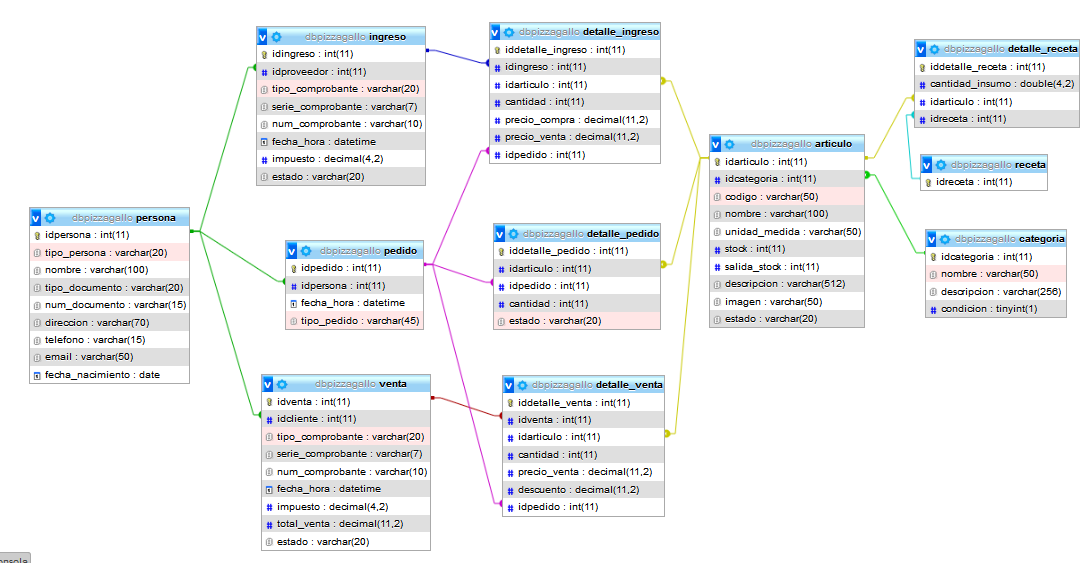 dbpizzagallo ingreso
idingreso : int(11)
idproveedor : int(11)
tipo_comprobante : varchar(20)
serie_comprobante : varchar(7)
num_comprobante : varchar(10)
fecha_hora : datetime
impuesto : decimal(4,2)
estado : varchar(20)
dbpizzagallo detalle_ingreso
iddetalle_ingreso : int(11)
idingreso : int(11)
idarticulo : int(11)
cantidad : int(11)
precio_compra : decimal(11,2)
precio_venta : decimal(11,2)
idpedido : int(11)
dbpizzagallo detalle_receta
iddetalle_receta : int(11)
cantidad_insumo : double(4,2)
idarticulo : int(11)
idreceta : int(11)
dbpizzagallo articulo
idarticulo : int(11)
idcategoria : int(11)
codigo : varchar(50)
nombre : varchar(100)
unidad_medida : varchar(50)
stock : int(11)
salida_stock : int(11)
descripcion : varchar(512)
imagen : varchar(50)
estado : varchar(20)
dbpizzagallo receta
idreceta : int(11)
dbpizzagallo persona
idpersona : int(11)
tipo_persona : varchar(20)
nombre : varchar(100)
tipo_documento : varchar(20)
num_documento : varchar(15)
direccion : varchar(70)
telefono : varchar(15)
email : varchar(50)
fecha_nacimiento : date
dbpizzagallo pedido
idpedido : int(11)
idpersona : int(11)
fecha_hora : datetime
tipo_pedido : varchar(45)
dbpizzagallo detalle_pedido
iddetalle_pedido : int(11)
idarticulo : int(11)
idpedido : int(11)
cantidad : int(11)
estado : varchar(20)
dbpizzagallo categoria
idcategoria : int(11)
nombre : varchar(50)
descripcion : varchar(256)
condicion : tinyint(1)
dbpizzagallo venta
idventa : int(11)
idcliente : int(11)
tipo_comprobante : varchar(20)
serie_comprobante : varchar(7)
num_comprobante : varchar(10)
fecha_hora : datetime
impuesto : decimal(4,2)
total_venta : decimal(11,2)
estado : varchar(20)
dbpizzagallo detalle_venta
iddetalle_venta : int(11)
idventa : int(11)
idarticulo : int(11)
cantidad : int(11)
precio_venta : decimal(11,2)
descuento : decimal(11,2)
idpedido : int(11)